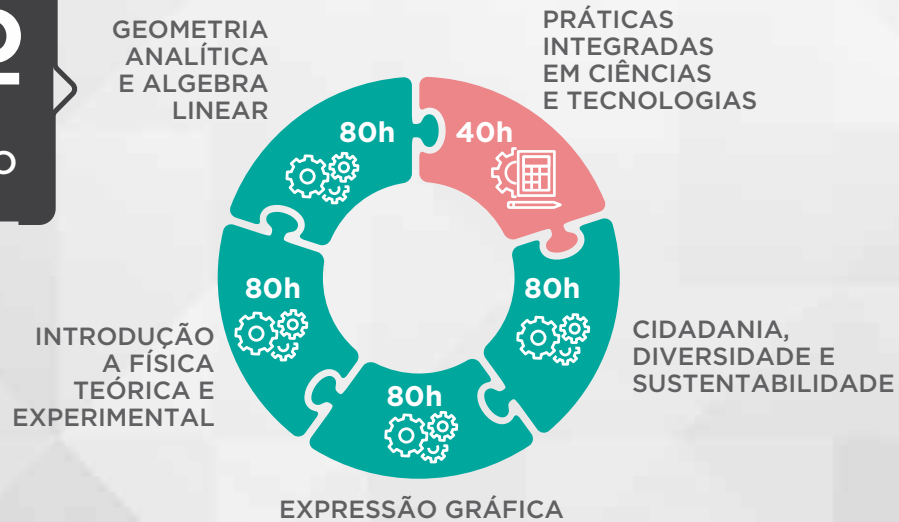 GEOMETRIA
ANALÍTICA
E ALGEBRA
LINEAR
80h
PRÁTICAS
INTEGRADAS
EM CIÊNCIAS
E TECNOLOGIAS
40h
INTRODUÇÃO
A FÍSICA
TEÓRICA E
EXPERIMENTAL
80h
CIDADANIA,
DIVERSIDADE E
SUSTENTABILIDADE
80h
EXPRESSÃO GRÁFICA
80h